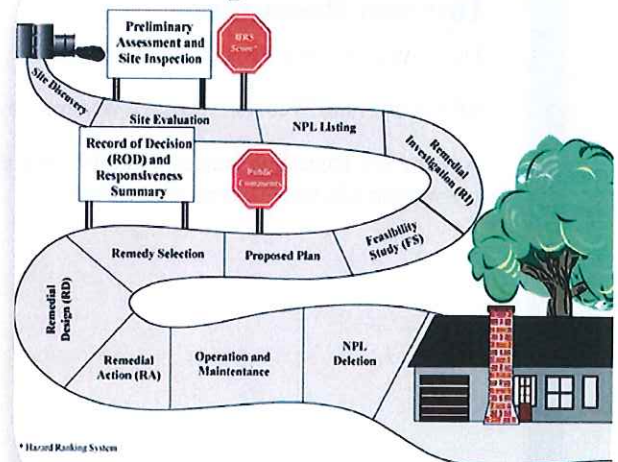 Preliminary
Assessment and
Site Inspection
HRS
Score*
Site Discovery
Site Evaluation
NPL Listing
Remedial
Investigation (RI)
Record of Decision
(ROD) and
Responsiveness
Summary
Public
Comments
Feasibility
Study (FS)
Proposed Plan
Remedy Selection
Remedial
Design (RD)
Remedial
Action (RA)
Operation and
Maintentance
NPL
Deletion
* Hazard Ranking System